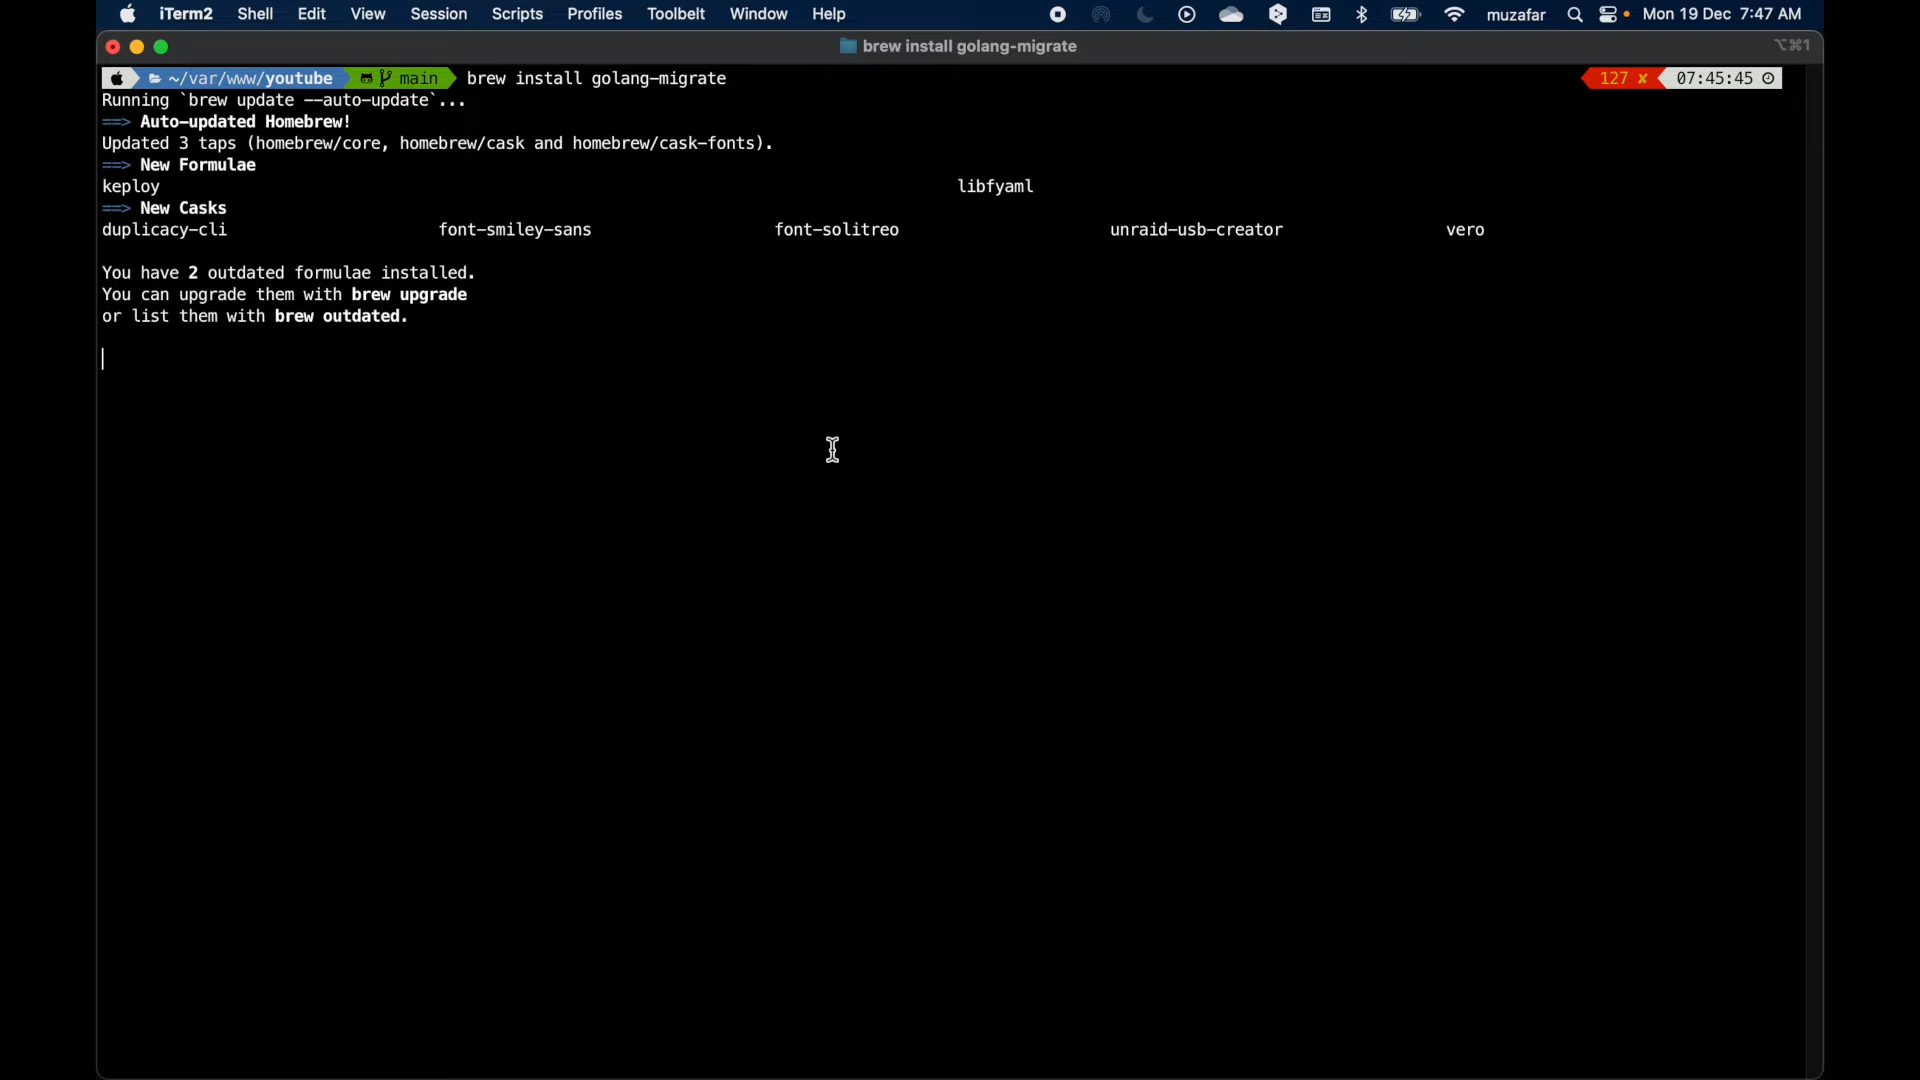 iTerm2 Shell Edit View Session Scripts Profiles Toolbelt Window Help muzafar Mon 19 Dec 7:47 AM
brew install golang-migrate ⌥⌘1
~/var/www/youtube main brew install golang-migrate 127 ✘ 07:45:45
Running `brew update --auto-update`...
==> Auto-updated Homebrew!
Updated 3 taps (homebrew/core, homebrew/cask and homebrew/cask-fonts).
==> New Formulae
keploy libfyaml
==> New Casks
duplicacy-cli font-smiley-sans font-solitreo unraid-usb-creator vero
You have 2 outdated formulae installed.
You can upgrade them with brew upgrade
or list them with brew outdated.